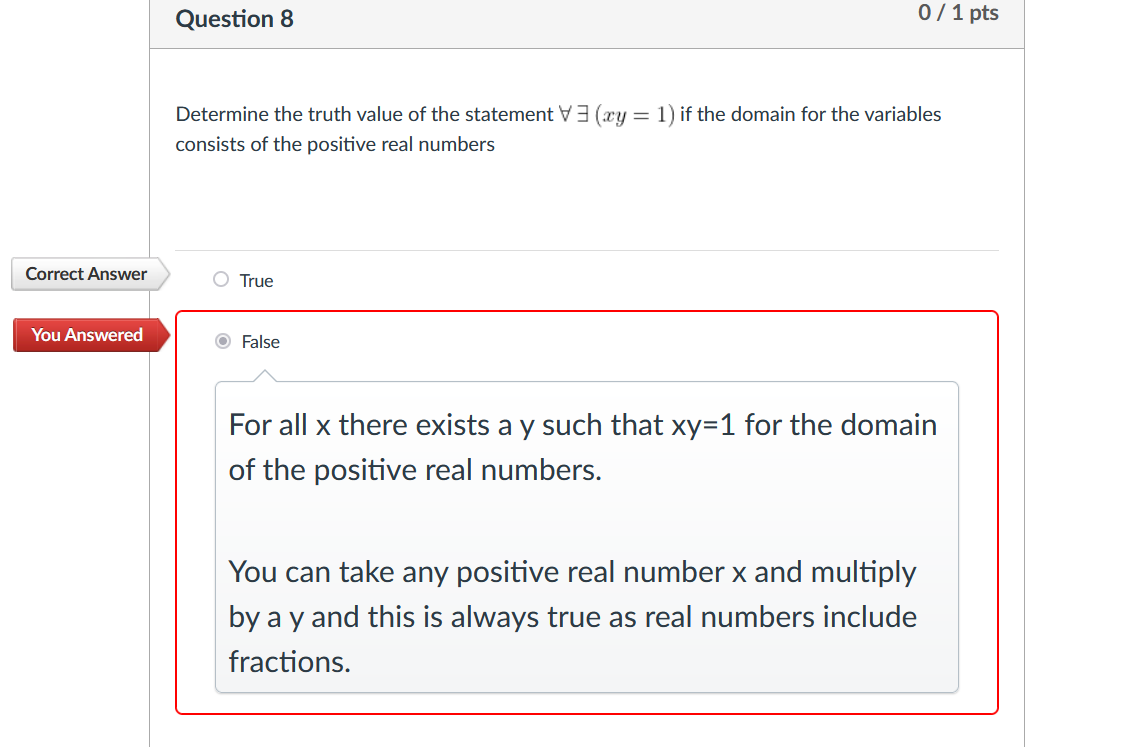 Question 8
0 / 1 pts
Determine the truth value of the statement ∀ ∃ (xy = 1) if the domain for the variables
consists of the positive real numbers
Correct Answer
True
You Answered
False
For all x there exists a y such that xy=1 for the domain
of the positive real numbers.
You can take any positive real number x and multiply
by a y and this is always true as real numbers include
fractions.